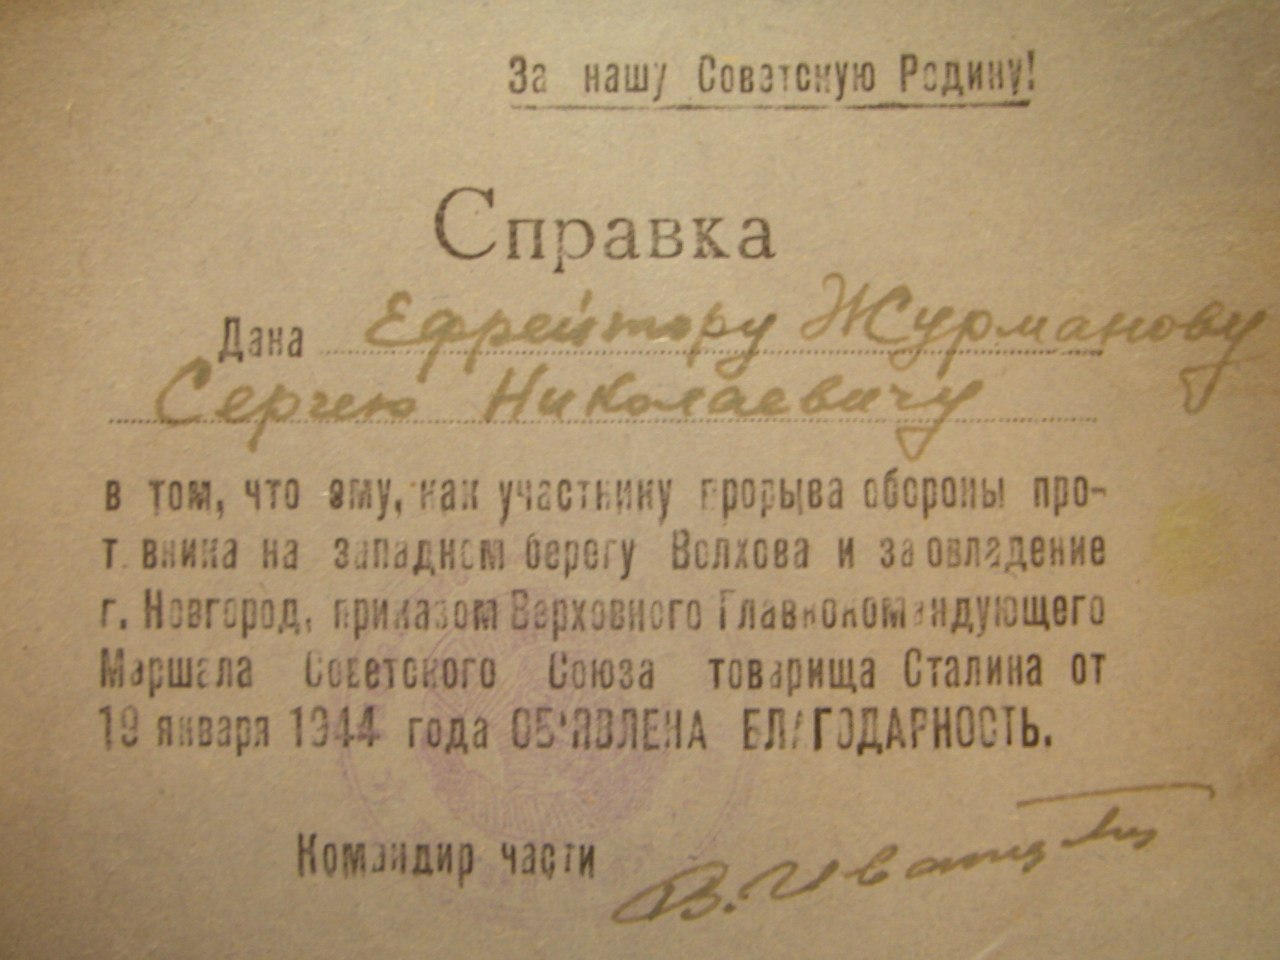 За нашу Советскую Родину!
Справка
Дана Ефрейтору Журманову
Сергею Николаевичу
в том, что ему, как участнику прорыва обороны про-
тивника на западном берегу Волхова и за овладение
г. Новгород, приказом Верховного Главнокомандующего
Маршала Советского Союза товарища Сталина от
19 января 1944 года ОБ'ЯВЛЕНА БЛАГОДАРНОСТЬ.
Командир части